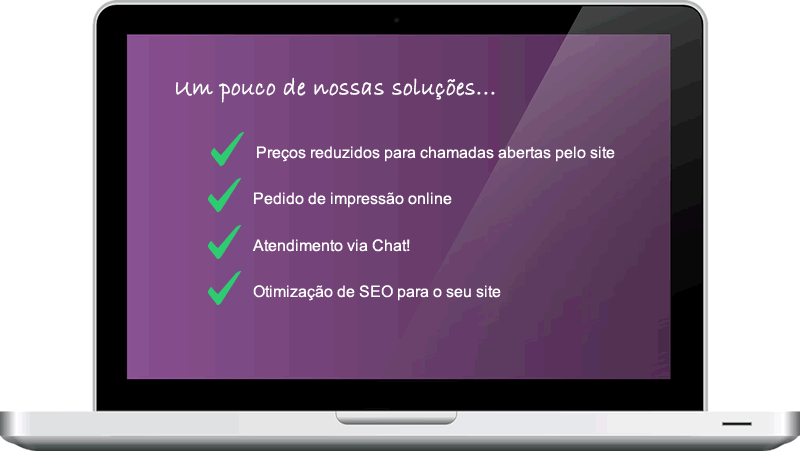 Um pouco de nossas soluções...
Preços reduzidos para chamadas abertas pelo site
Pedido de impressão online
Atendimento via Chat!
Otimização de SEO para o seu site